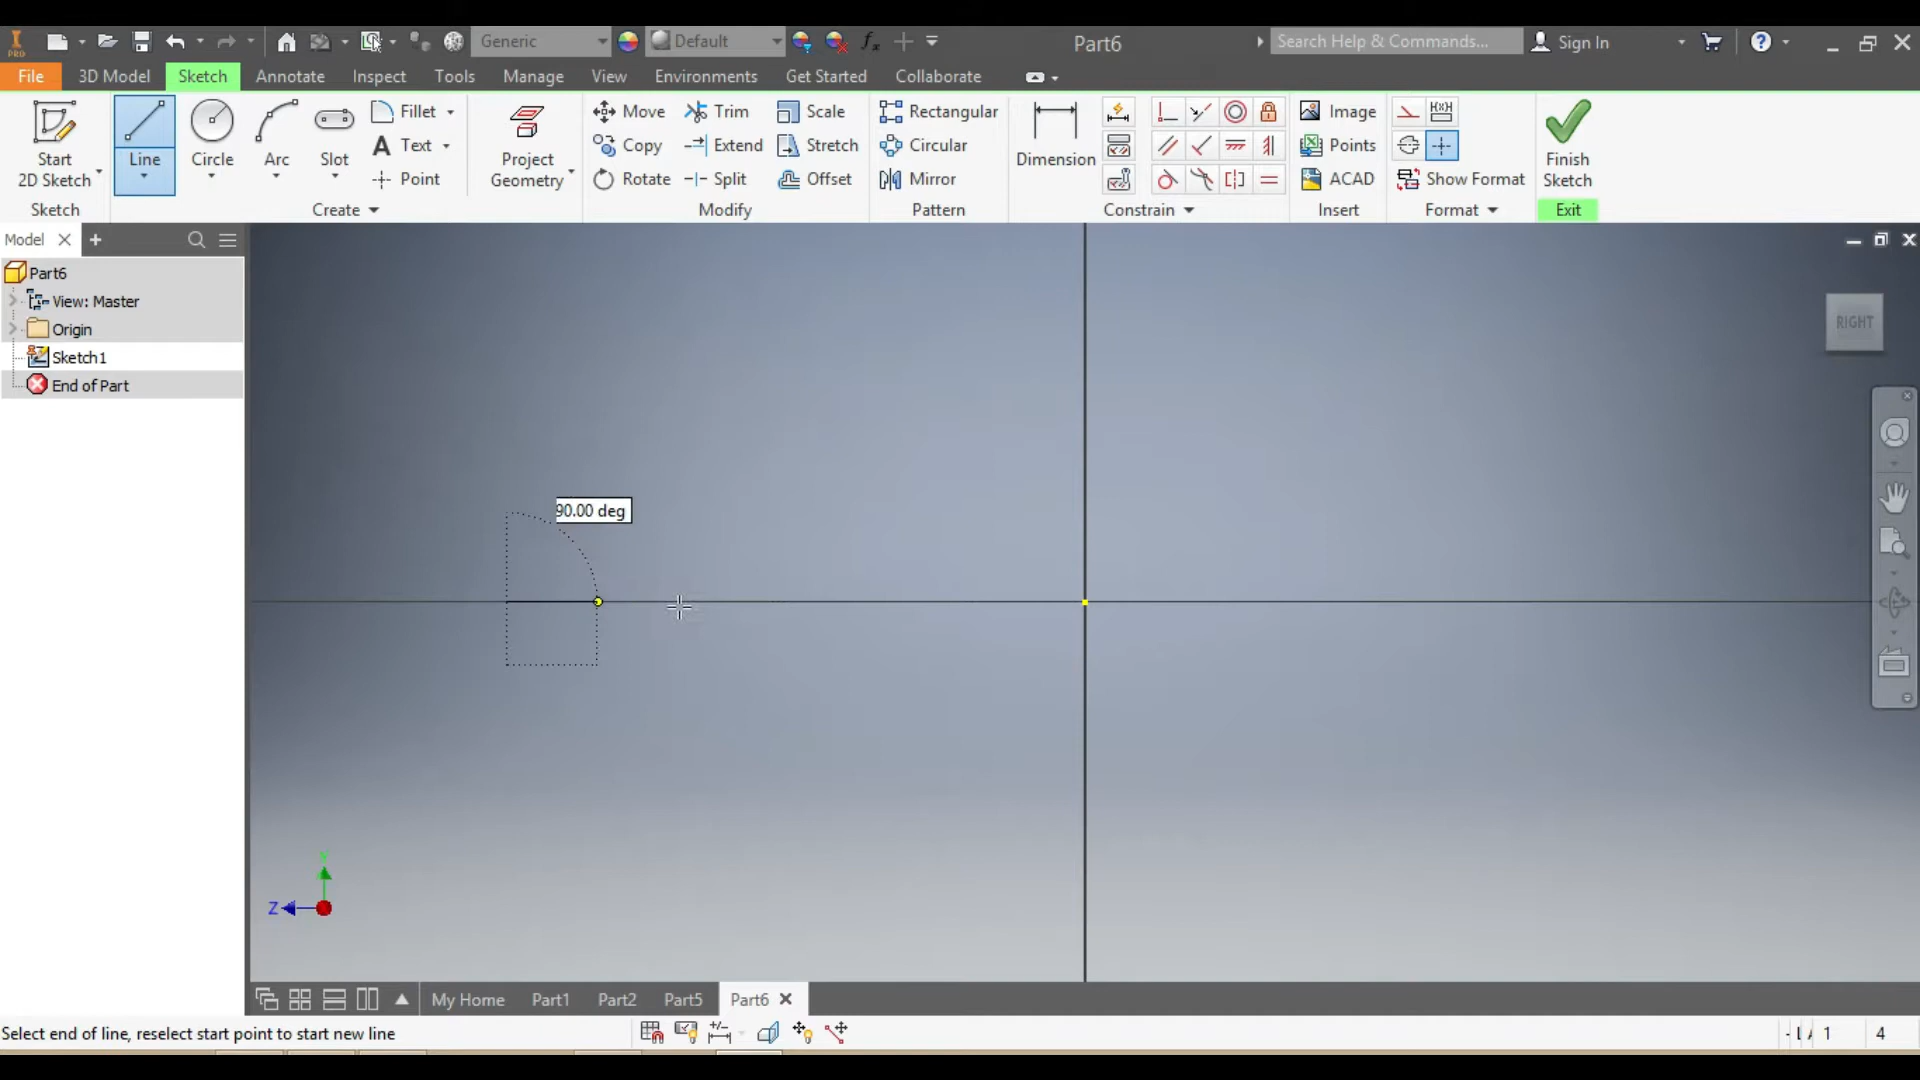 PRO
Generic
Default
Part6
Search Help & Commands...
Sign In
File
3D Model
Sketch
Annotate
Inspect
Tools
Manage
View
Environments
Get Started
Collaborate
Start
2D Sketch
Line
Circle
Arc
Slot
Fillet
Text
Point
Project
Geometry
Move
Copy
Rotate
Trim
Extend
Split
Scale
Stretch
Offset
Rectangular
Circular
Mirror
Dimension
Image
Points
ACAD
Show Format
Finish
Sketch
Sketch
Create
Modify
Pattern
Constrain
Insert
Format
Exit
Model
Part6
View: Master
Origin
Sketch1
End of Part
RIGHT
90.00 deg
Y
Z
My Home
Part1
Part2
Part5
Part6
Select end of line, reselect start point to start new line
1
4